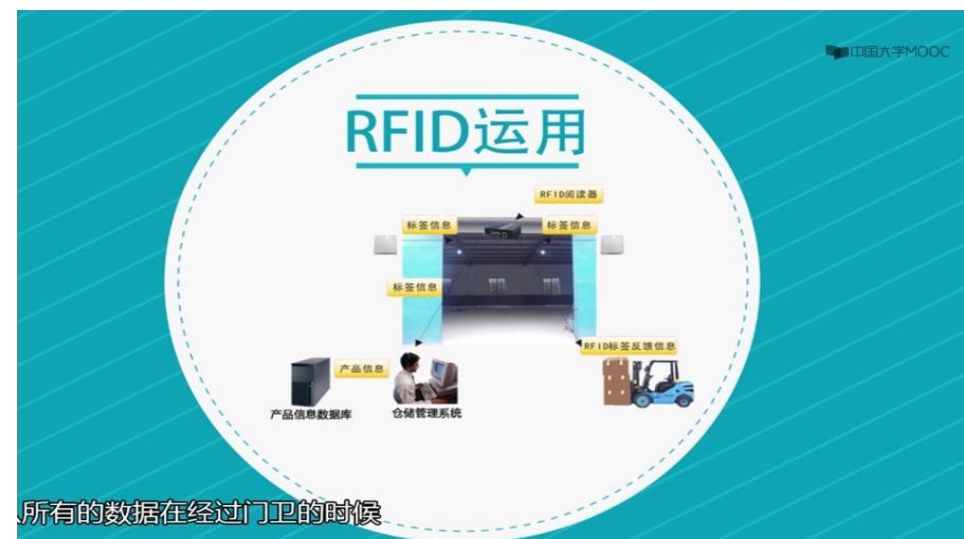 中国大学MOOC
RFID运用
RFID阅读器
标签信息
标签信息
标签信息
RFID标签反馈信息
产品信息
产品信息数据库
仓储管理系统
所有的数据在经过门卫的时候